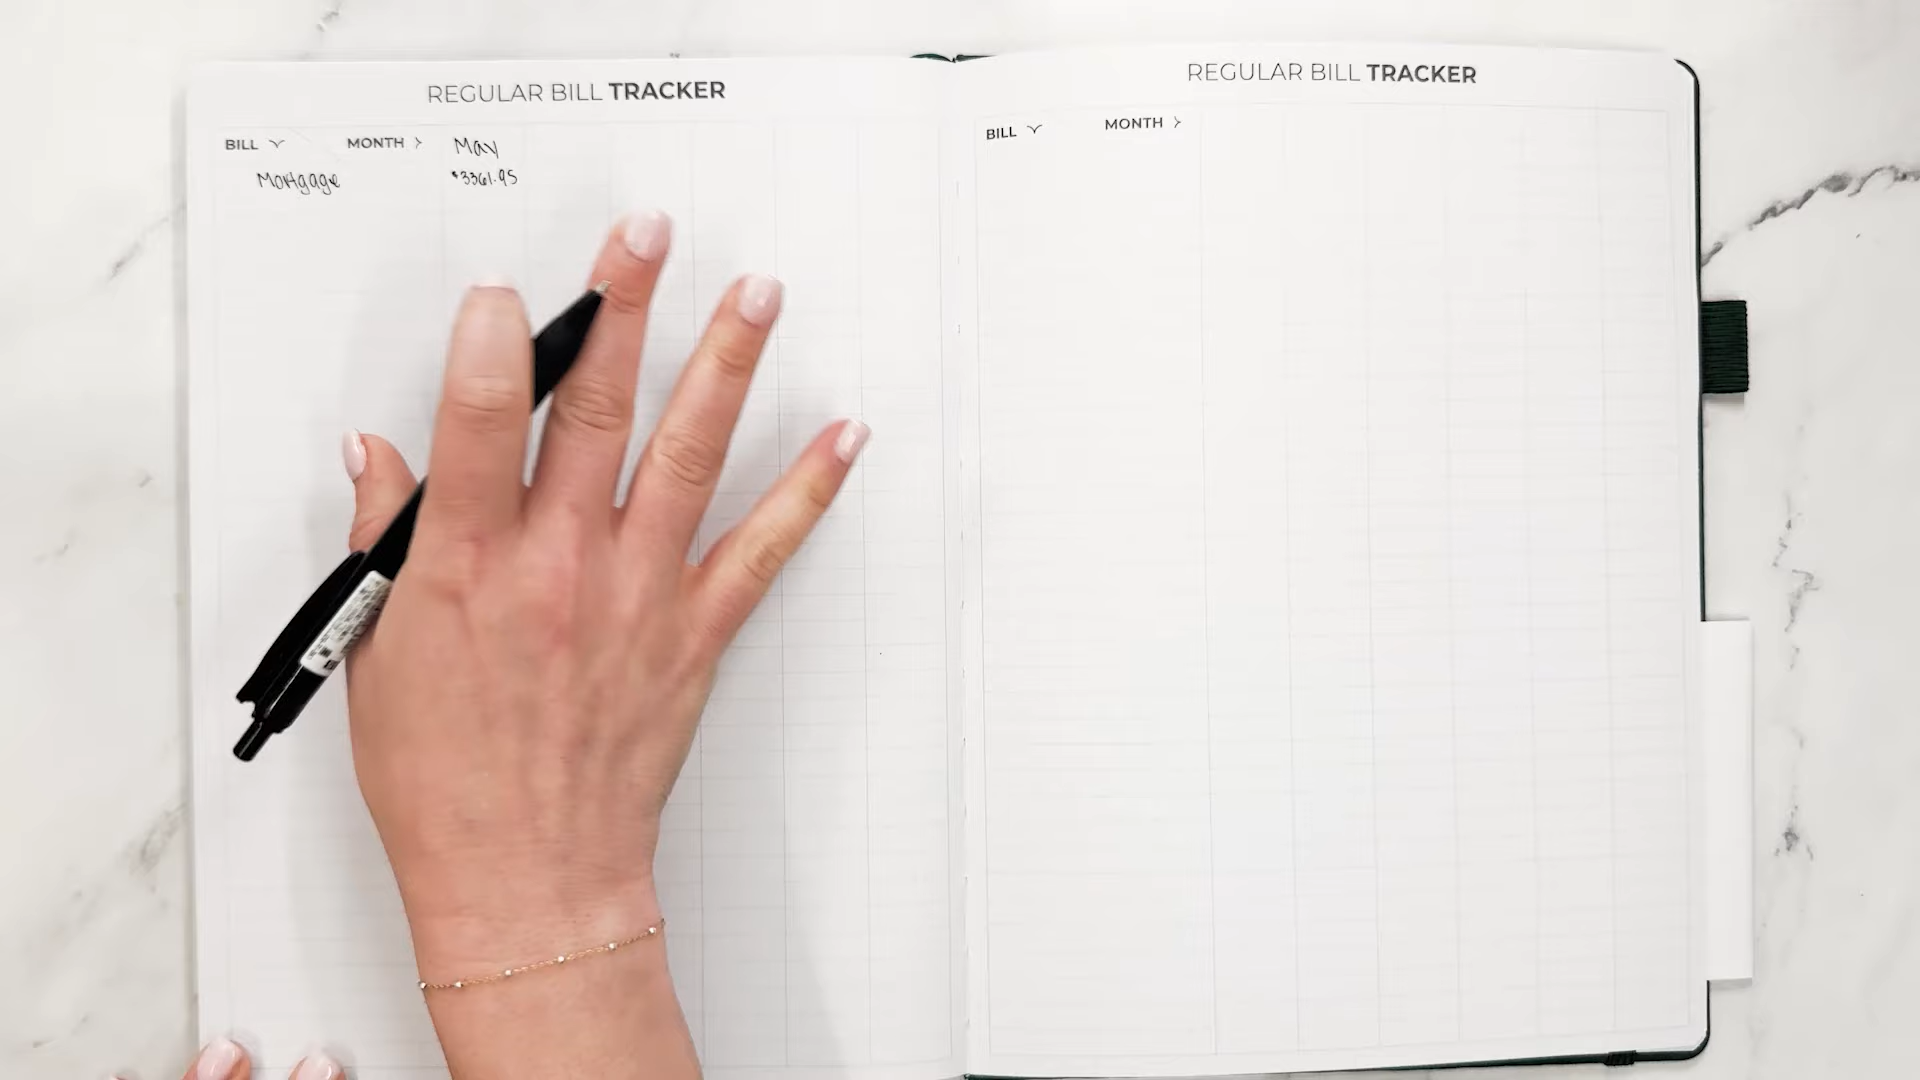 REGULAR BILL TRACKER
BILL MONTH May
Mortgage $3361.95
REGULAR BILL TRACKER
BILL MONTH